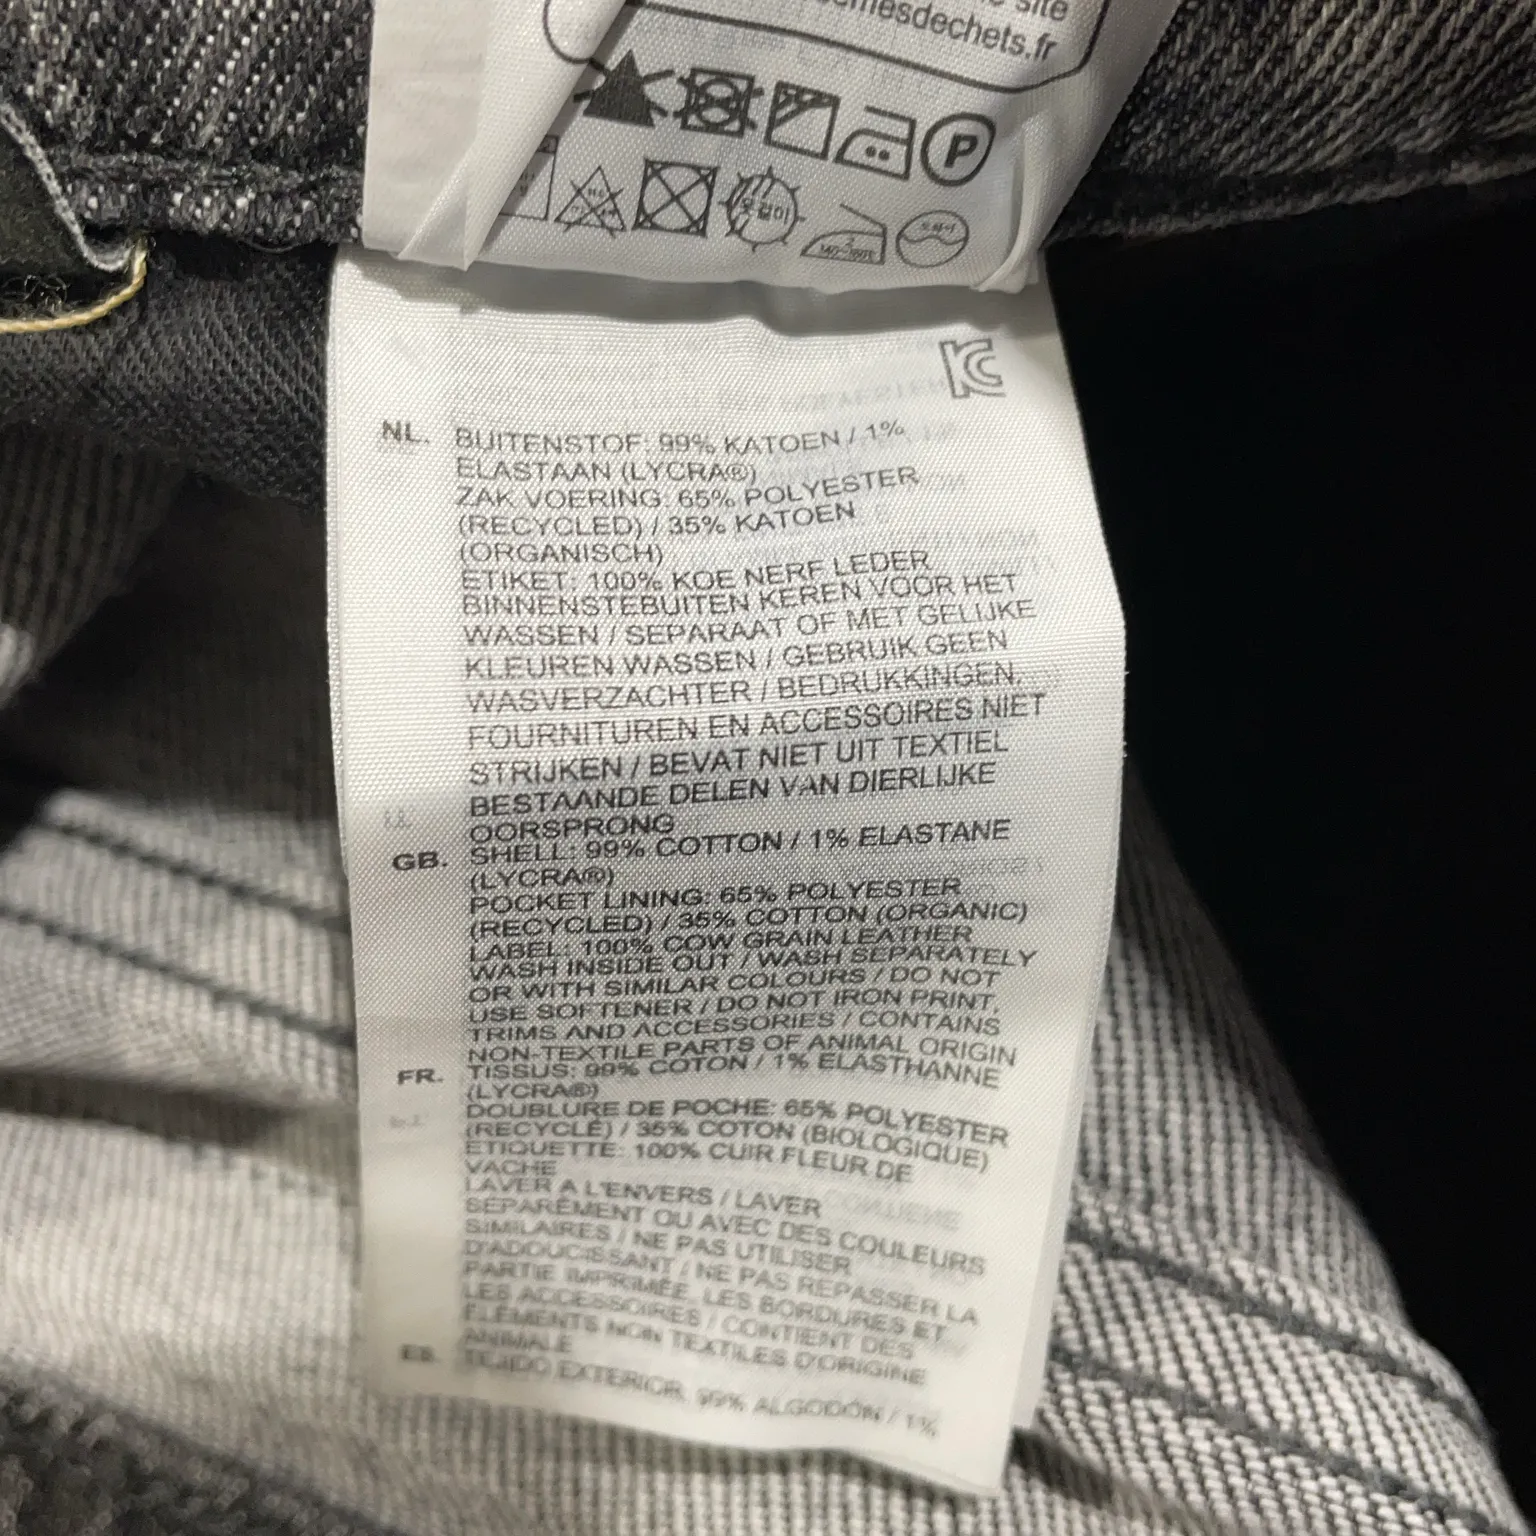 site
mesdechets.fr
P
NL. BUITENSTOF: 99% KATOEN / 1%
ELASTAAN (LYCRA®)
ZAK VOERING: 65% POLYESTER
(RECYCLED) / 35% KATOEN
(ORGANISCH)
ETIKET: 100% KOE NERF LEDER
BINNENSTEBUITEN KEREN VOOR HET
WASSEN / SEPARAAT OF MET GELIJKE
KLEUREN WASSEN / GEBRUIK GEEN
WASVERZACHTER / BEDRUKKINGEN,
FOURNITUREN EN ACCESSOIRES NIET
STRIJKEN / BEVAT NIET UIT TEXTIEL
BESTAANDE DELEN VAN DIERLIJKE
OORSPRONG
GB. SHELL: 99% COTTON / 1% ELASTANE
(LYCRA®)
POCKET LINING: 65% POLYESTER
(RECYCLED) / 35% COTTON (ORGANIC)
LABEL: 100% COW GRAIN LEATHER
WASH INSIDE OUT / WASH SEPARATELY
OR WITH SIMILAR COLOURS / DO NOT
USE SOFTENER / DO NOT IRON PRINT,
TRIMS AND ACCESSORIES / CONTAINS
NON-TEXTILE PARTS OF ANIMAL ORIGIN
FR. TISSUS: 99% COTON / 1% ELASTHANNE
(LYCRA®)
DOUBLURE DE POCHE: 65% POLYESTER
(RECYCLÉ) / 35% COTON (BIOLOGIQUE)
ETIQUETTE: 100% CUIR FLEUR DE
VACHE
LAVER A L'ENVERS / LAVER
SÉPARÉMENT OU AVEC DES COULEURS
SIMILAIRES / NE PAS UTILISER
D'ADOUCISSANT / NE PAS REPASSER LA
PARTIE IMPRIMÉE, LES BORDURES ET
LES ACCESSOIRES / CONTIENT DES
ÉLÉMENTS NON TEXTILES D'ORIGINE
ANIMALE
ES. TEJIDO EXTERIOR: 99% ALGODÓN / 1%